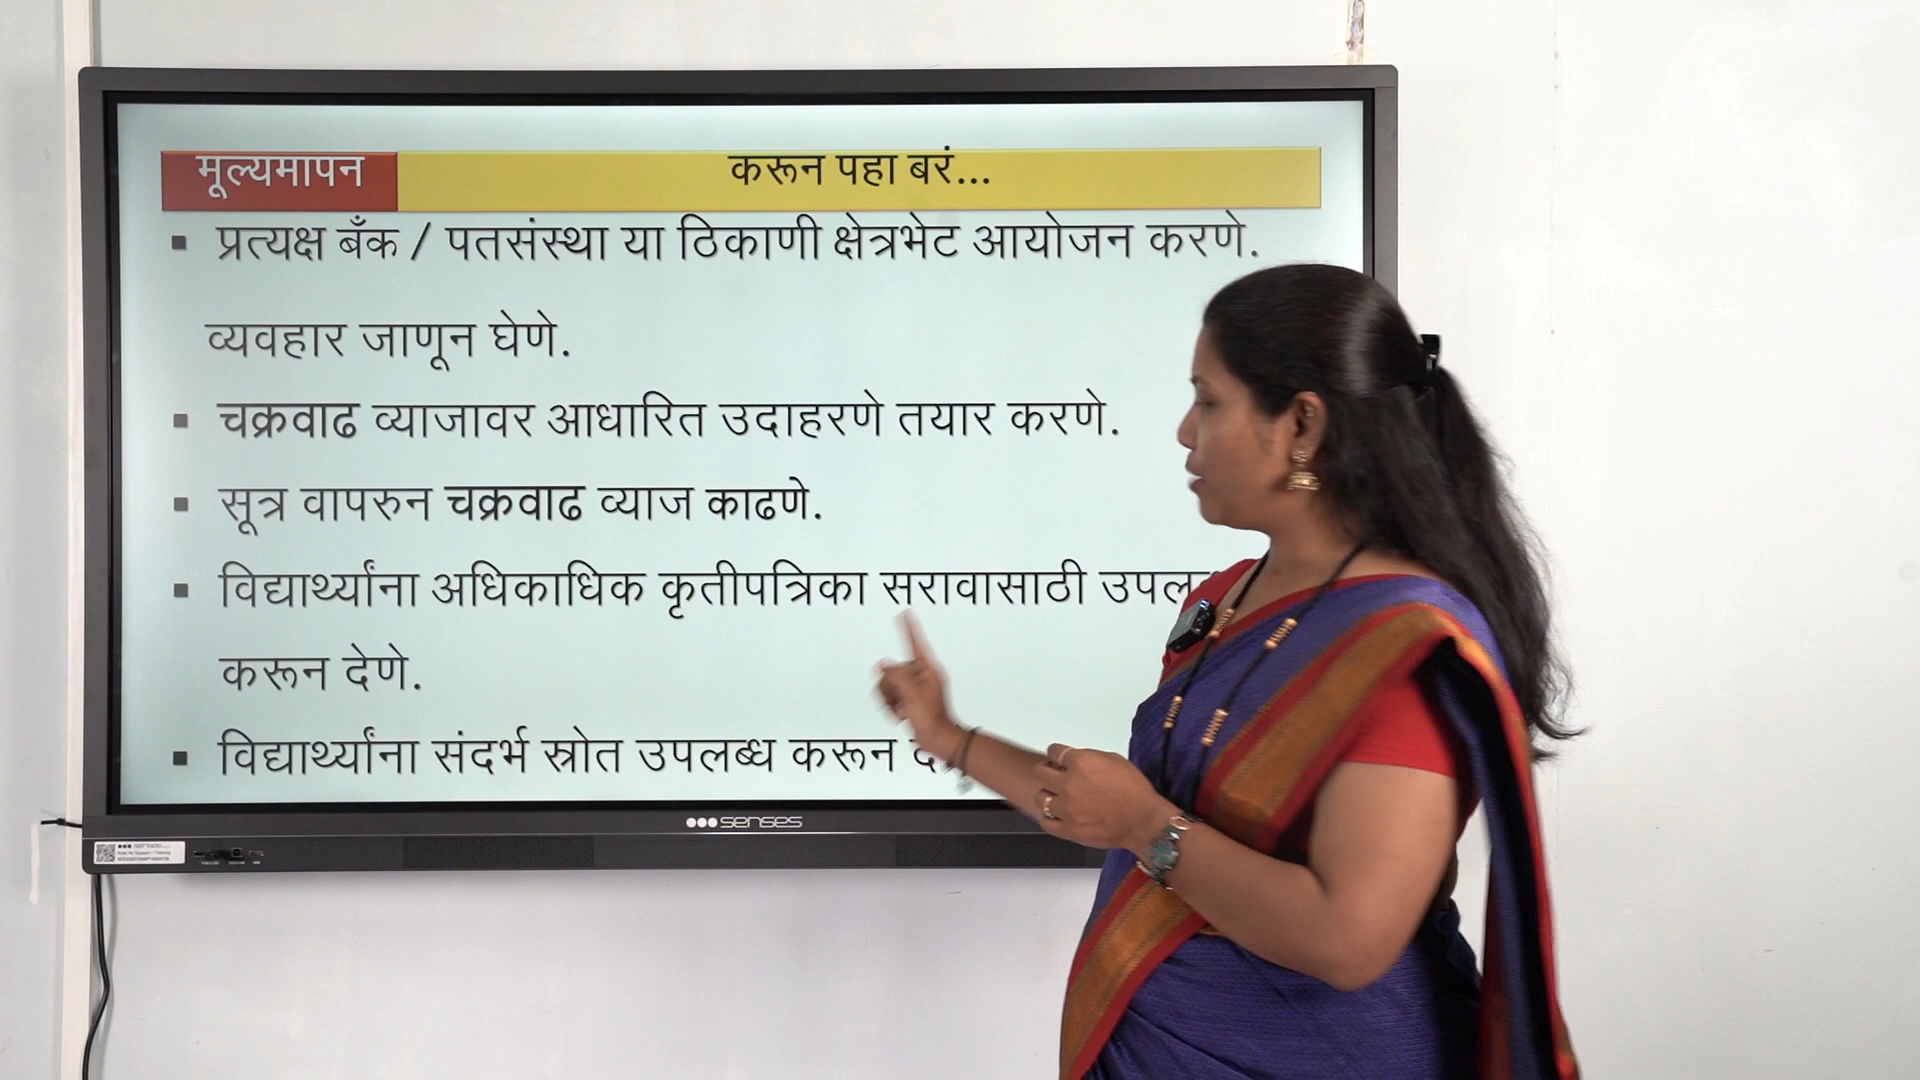 मूल्यमापन करून पहा बरं...
▪ प्रत्यक्ष बँक / पतसंस्था या ठिकाणी क्षेत्रभेट आयोजन करणे.
व्यवहार जाणून घेणे.
▪ चक्रवाढ व्याजावर आधारित उदाहरणे तयार करणे.
▪ सूत्र वापरुन चक्रवाढ व्याज काढणे.
▪ विद्यार्थ्यांना अधिकाधिक कृतीपत्रिका सरावासाठी
करून देणे.
▪ विद्यार्थ्यांना संदर्भ स्रोत उपलब्ध करून
senses